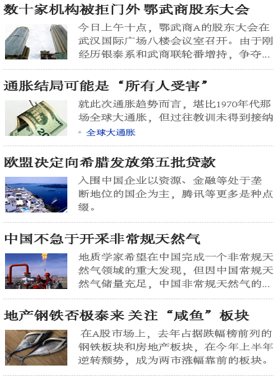 数十家机构被拒门外 鄂武商股东大会
今日上午十点，鄂武商A的股东大会在
武汉国际广场八楼会议室召开。由于刚
经历银泰系和武商联轮番增持，争夺...
通胀结局可能是“所有人受害”
就此次通胀趋势而言，堪比1970年代那
场全球大通胀，但过往教训未得到接纳
全球大通胀
欧盟决定向希腊发放第五批贷款
入围中国企业以资源、金融等处于垄
断地位的国企为主，腾讯等更多是种点
缀。
中国不急于开采非常规天然气
地质学家希望在中国完成一个非常规天
然气领域的重大发现，但因中国常规天
然气储量充足，中国非常规天然气的...
地产钢铁否极泰来 关注“咸鱼”板块
在A股市场上，去年占据跌幅榜前列的
钢铁板块和房地产板块，在今年上半年
逆转颓势，成为两市涨幅靠前的板块。